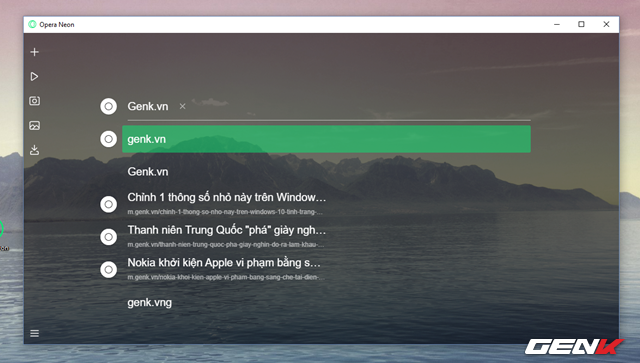 Opera Neon
Genk.vn
genk.vn
Genk.vn
Chỉnh 1 thông số nhỏ này trên Window…
m.genk.vn/chinh-1-thong-so-nho-nay-tren-windows-10-tinh-trang-...
Thanh niên Trung Quốc "phá" giày ngh…
m.genk.vn/thanh-nien-trung-quoc-pha-giay-nghin-do-ra-lam-khau-...
Nokia khởi kiện Apple vi phạm bằng s…
m.genk.vn/nokia-khoi-kien-apple-vi-pham-bang-sang-che-tai-dien-...
on
genk.vng
GENK